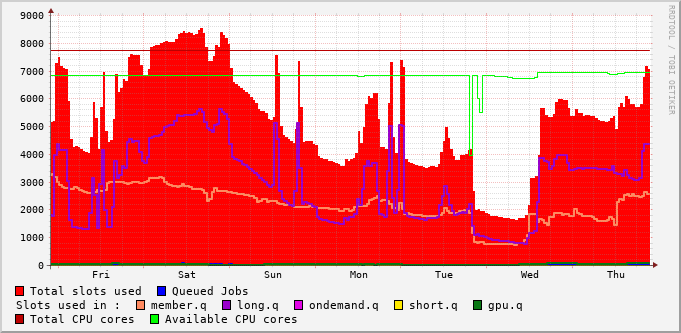 9000
8000
7000
6000
5000
4000
3000
2000
1000
0
Fri Sat Sun Mon Tue Wed Thu
RRDTOOL / TOBI OETIKER
Total slots used Queued Jobs
Slots used in : member.q long.q ondemand.q short.q gpu.q
Total CPU cores Available CPU cores